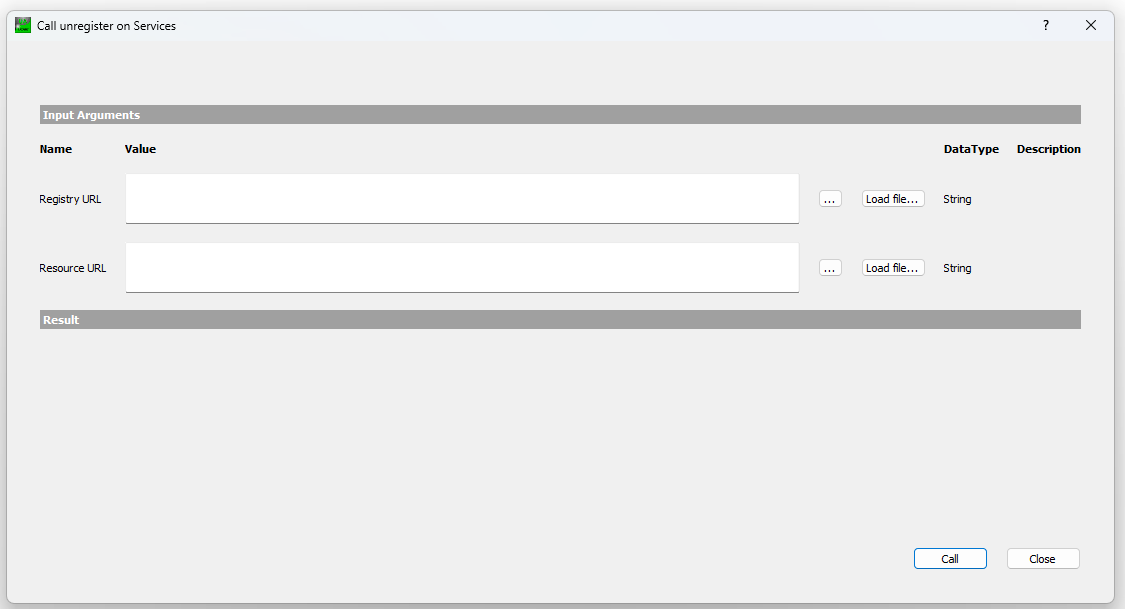 Call unregister on Services
?
Input Arguments
Name Value DataType Description
Registry URL ... Load file... String
Resource URL ... Load file... String
Result
Call Close